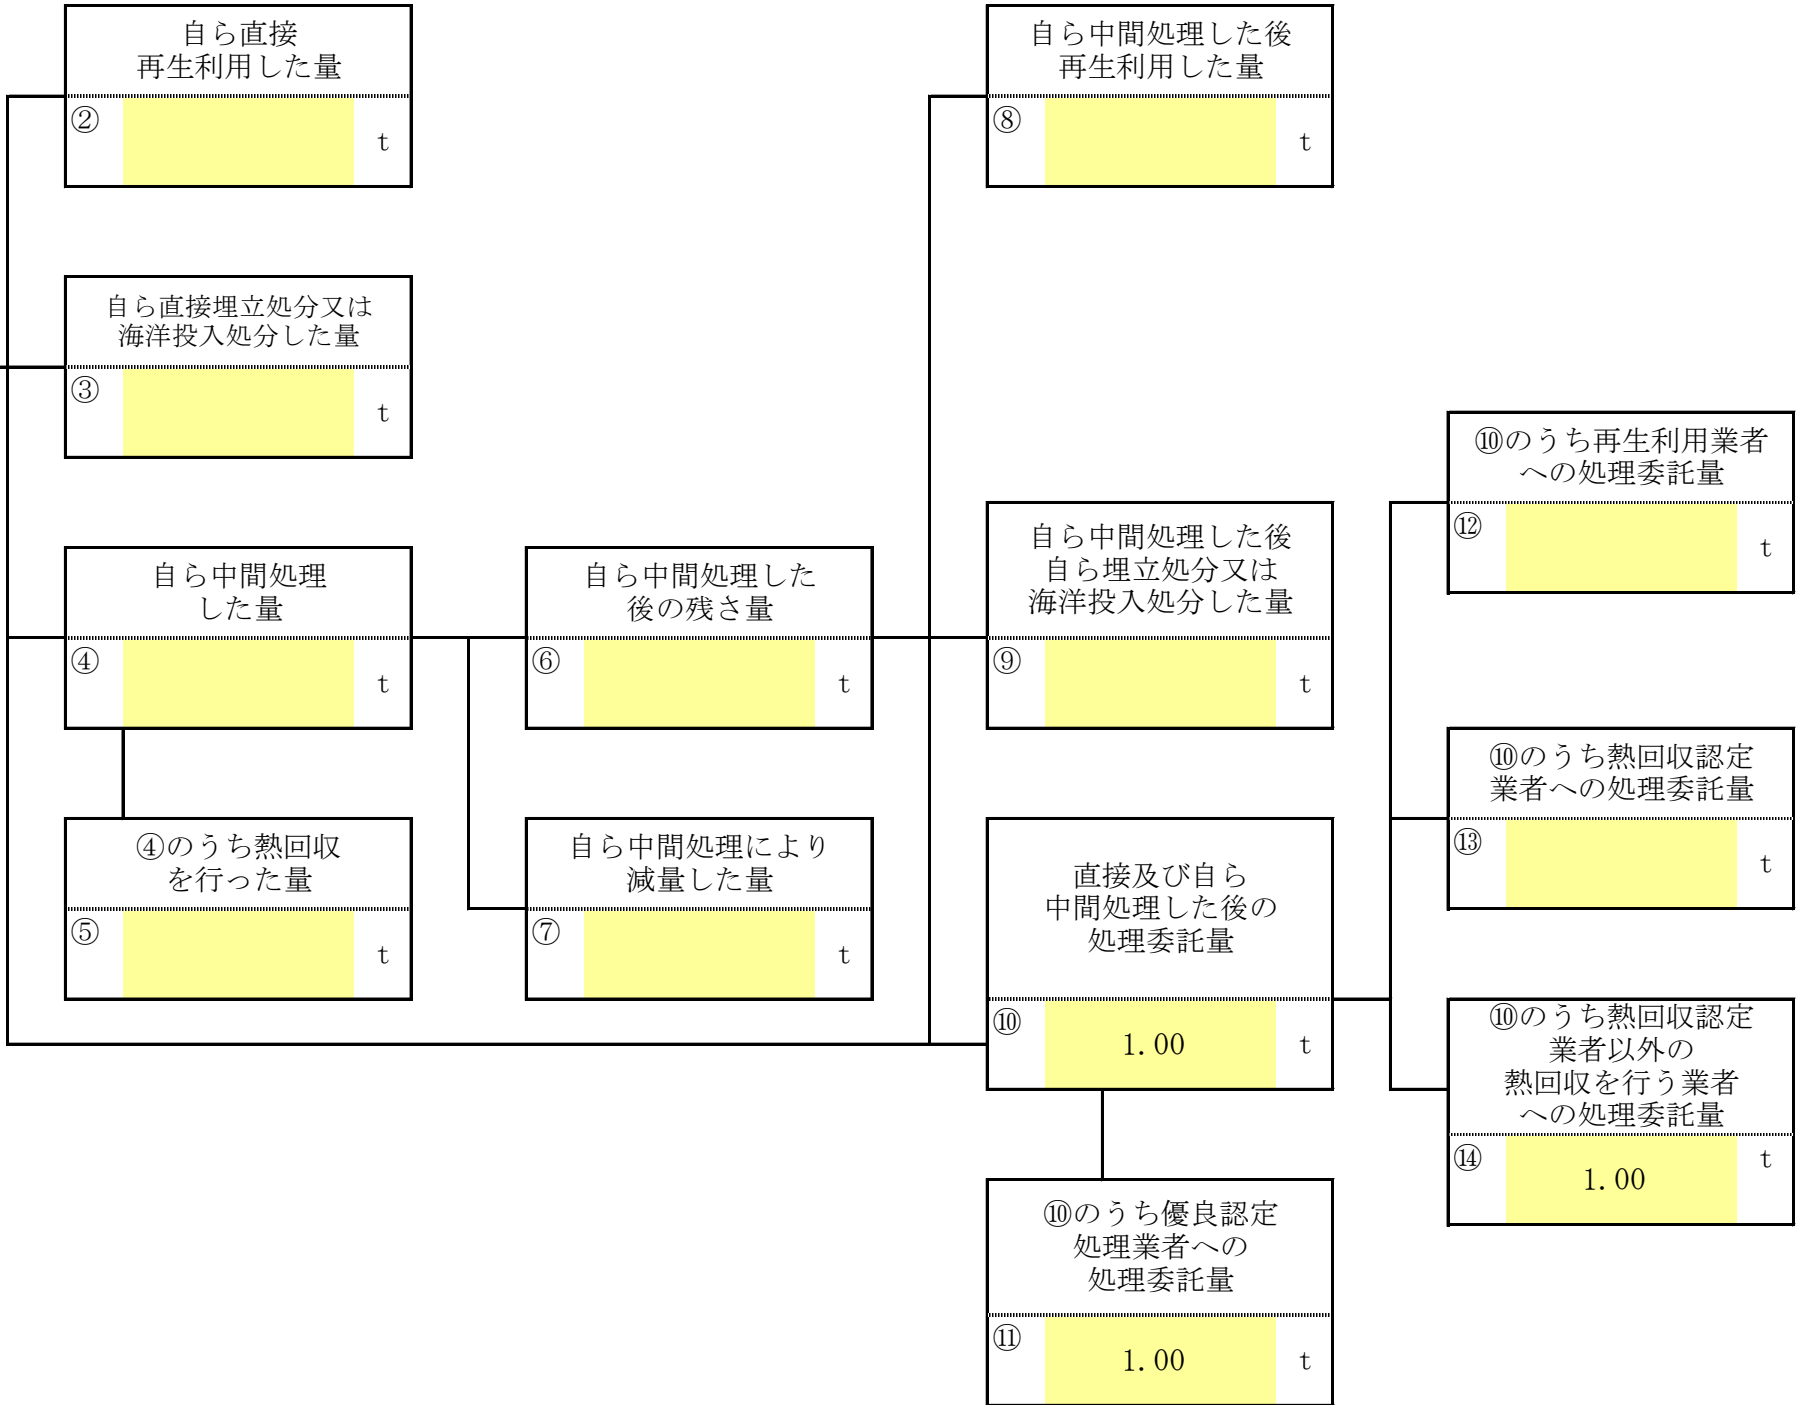 自ら直接
再生利用した量
②
t
自ら中間処理した後
再生利用した量
⑧
t
自ら直接埋立処分又は
海洋投入処分した量
③
t
⑩のうち再生利用業者
への処理委託量
⑫
t
自ら中間処理
した量
④
t
自ら中間処理した
後の残さ量
⑥
t
自ら中間処理した後
自ら埋立処分又は
海洋投入処分した量
⑨
t
⑩のうち熱回収認定
業者への処理委託量
⑬
t
④のうち熱回収
を行った量
⑤
t
自ら中間処理により
減量した量
⑦
t
直接及び自ら
中間処理した後の
処理委託量
⑩
1.00 t
⑩のうち熱回収認定
業者以外の
熱回収を行う業者
への処理委託量
⑭
1.00 t
⑩のうち優良認定
処理業者への
処理委託量
⑪
1.00 t